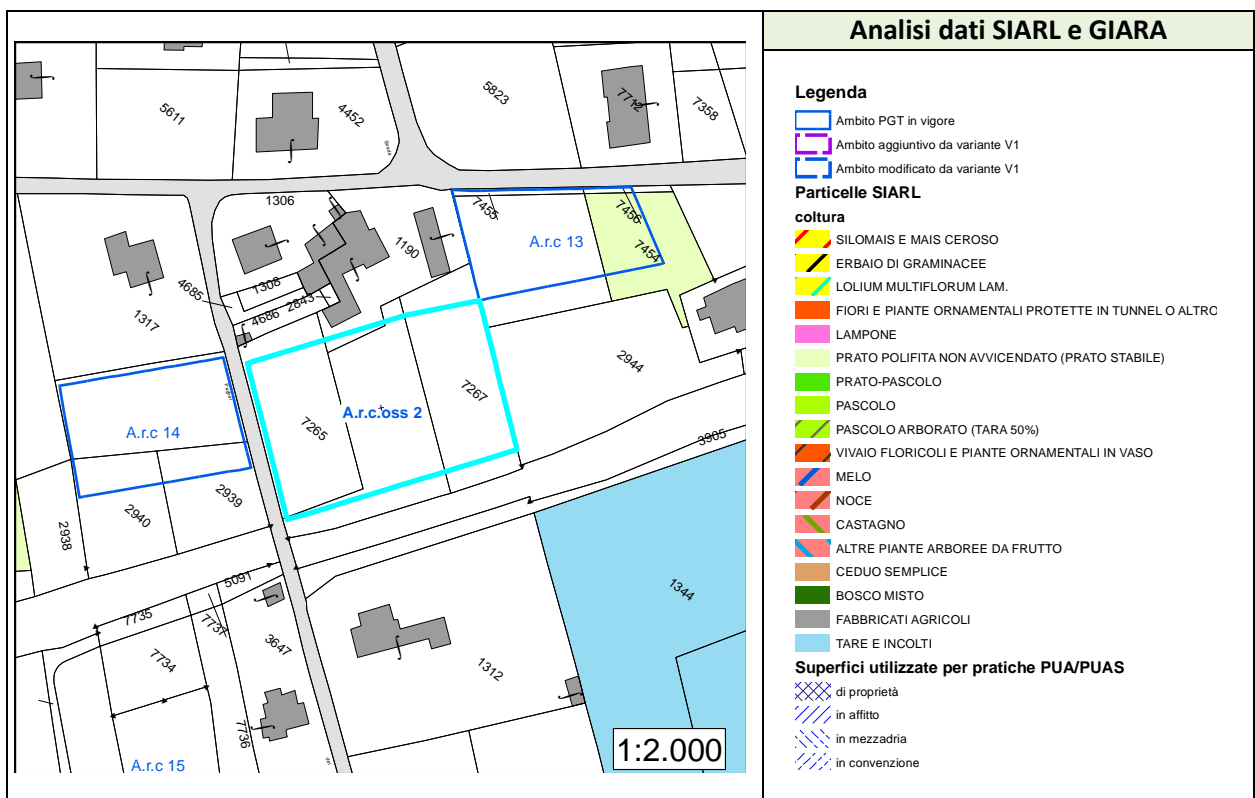 Analisi dati SIARL e GIARA
5611
4452
5823
7712
7358
Strada
1306
7455
7456
A.r.c 13
7454
1190
4685
1308
2843
4686
1317
2944
7267
A.r.c.oss 2
7265
A.r.c 14
3905
2939
2940
2938
1344
5091
7735
7737
3647
7734
1312
7736
A.r.c 15
1:2.000
Legenda
Ambito PGT in vigore
Ambito aggiuntivo da variante V1
Ambito modificato da variante V1
Particelle SIARL
coltura
SILOMAIS E MAIS CEROSO
ERBAIO DI GRAMINACEE
LOLIUM MULTIFLORUM LAM.
FIORI E PIANTE ORNAMENTALI PROTETTE IN TUNNEL O ALTRO
LAMPONE
PRATO POLIFITA NON AVVICENDATO (PRATO STABILE)
PRATO-PASCOLO
PASCOLO
PASCOLO ARBORATO (TARA 50%)
VIVAIO FLORICOLI E PIANTE ORNAMENTALI IN VASO
MELO
NOCE
CASTAGNO
ALTRE PIANTE ARBOREE DA FRUTTO
CEDUO SEMPLICE
BOSCO MISTO
FABBRICATI AGRICOLI
TARE E INCOLTI
Superfici utilizzate per pratiche PUA/PUAS
di proprietà
in affitto
in mezzadria
in convenzione